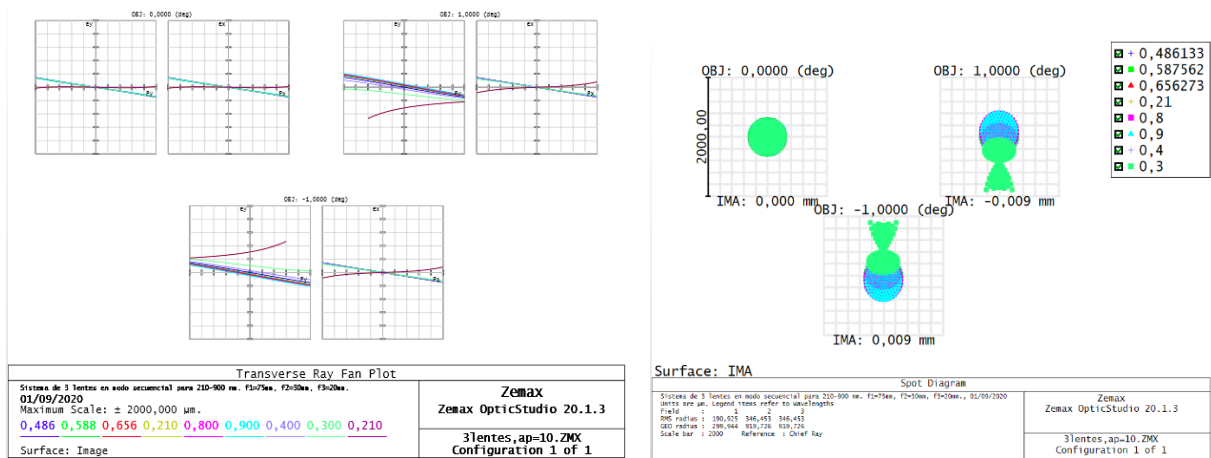 OBJ: 0,0000 (deg)
ey
Py
ex
Px
OBJ: 1,0000 (deg)
ey
Py
ex
Px
OBJ: -1,0000 (deg)
ey
Py
ex
Px
Transverse Ray Fan Plot
Sistema de 3 lentes en modo secuencial para 210-900 nm. f1=75mm, f2=30mm, f3=20mm.
01/09/2020
Maximum Scale: ± 2000,000 µm.
0,486 0,588 0,656 0,210 0,800 0,900 0,400 0,300 0,210
Surface: Image
Zemax
Zemax OpticStudio 20.1.3
3lentes,ap=10.ZMX
Configuration 1 of 1
OBJ: 0,0000 (deg)
2000,00
IMA: 0,000 mm
OBJ: 1,0000 (deg)
IMA: -0,009 mm
OBJ: -1,0000 (deg)
IMA: 0,009 mm
+ 0,486133
0,587562
0,656273
0,21
0,8
0,9
0,4
0,3
Surface: IMA
Spot Diagram
Sistema de 3 lentes en modo secuencial para 210-900 nm. f1=75mm, f2=30mm, f3=20mm., 01/09/2020
Units are µm. Legend items refer to Wavelengths
Field : 1 2 3
RMS radius : 190,925 346,453 346,453
GEO radius : 299,944 919,726 919,726
Scale bar : 2000 Reference : Chief Ray
Zemax
Zemax OpticStudio 20.1.3
3lentes,ap=10.ZMX
Configuration 1 of 1